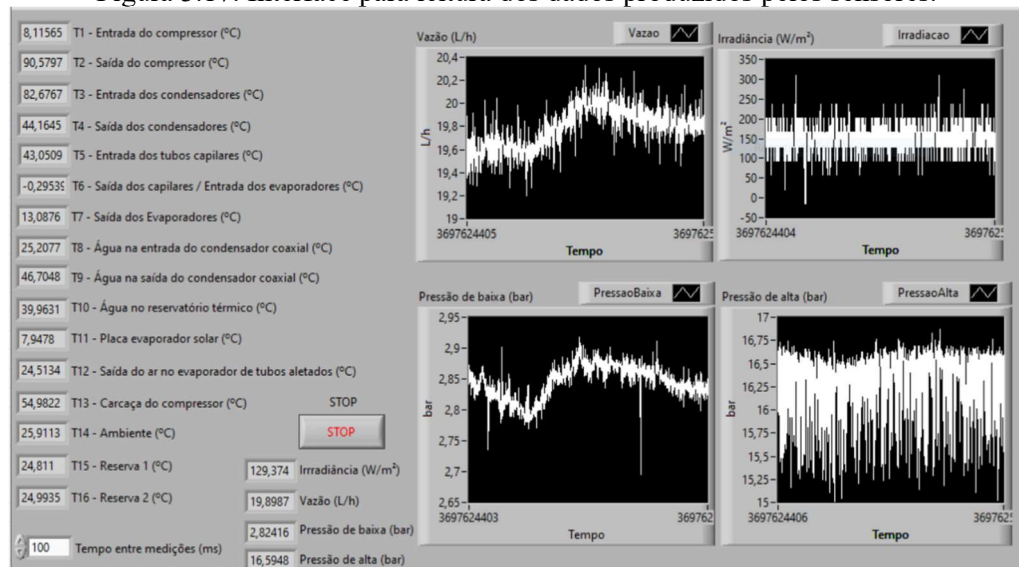 Figura 3.17: Interface para leitura dos dados produzidos pelos sensores.
8,11565 T1 - Entrada do compressor (ºC)
90,5797 T2 - Saída do compressor (ºC)
82,6767 T3 - Entrada dos condensadores (ºC)
44,1645 T4 - Saída dos condensadores (ºC)
43,0509 T5 - Entrada dos tubos capilares (ºC)
-0,29539 T6 - Saída dos capilares / Entrada dos evaporadores (ºC)
13,0876 T7 - Saída dos Evaporadores (ºC)
25,2077 T8 - Água na entrada do condensador coaxial (ºC)
46,7048 T9 - Água na saída do condensador coaxial (ºC)
39,9631 T10 - Água no reservatório térmico (ºC)
7,9478 T11 - Placa evaporador solar (ºC)
24,5134 T12 - Saída do ar no evaporador de tubos aletados (ºC)
54,9822 T13 - Carcaça do compressor (ºC)
25,9113 T14 - Ambiente (ºC)
24,811 T15 - Reserva 1 (ºC)
24,9935 T16 - Reserva 2 (ºC)
100 Tempo entre medições (ms)
STOP
STOP
129,374 Irrradiância (W/m²)
19,8987 Vazão (L/h)
2,82416 Pressão de baixa (bar)
16,5948 Pressão de alta (bar)
Vazão (L/h)
Vazao
20,4
20,2
20
19,8
19,6
19,4
19,2
19
L/h
3697624405
Tempo
Irradiância (W/m²)
Irradiacao
350
300
250
200
150
100
50
0
-50
W/m²
3697624404
Tempo
Pressão de baixa (bar)
PressaoBaixa
2,95
2,9
2,85
2,8
2,75
2,7
2,65
bar
3697624403
Tempo
Pressão de alta (bar)
PressaoAlta
17
16,75
16,5
16,25
16
15,75
15,5
15,25
15
bar
3697624406
Tempo